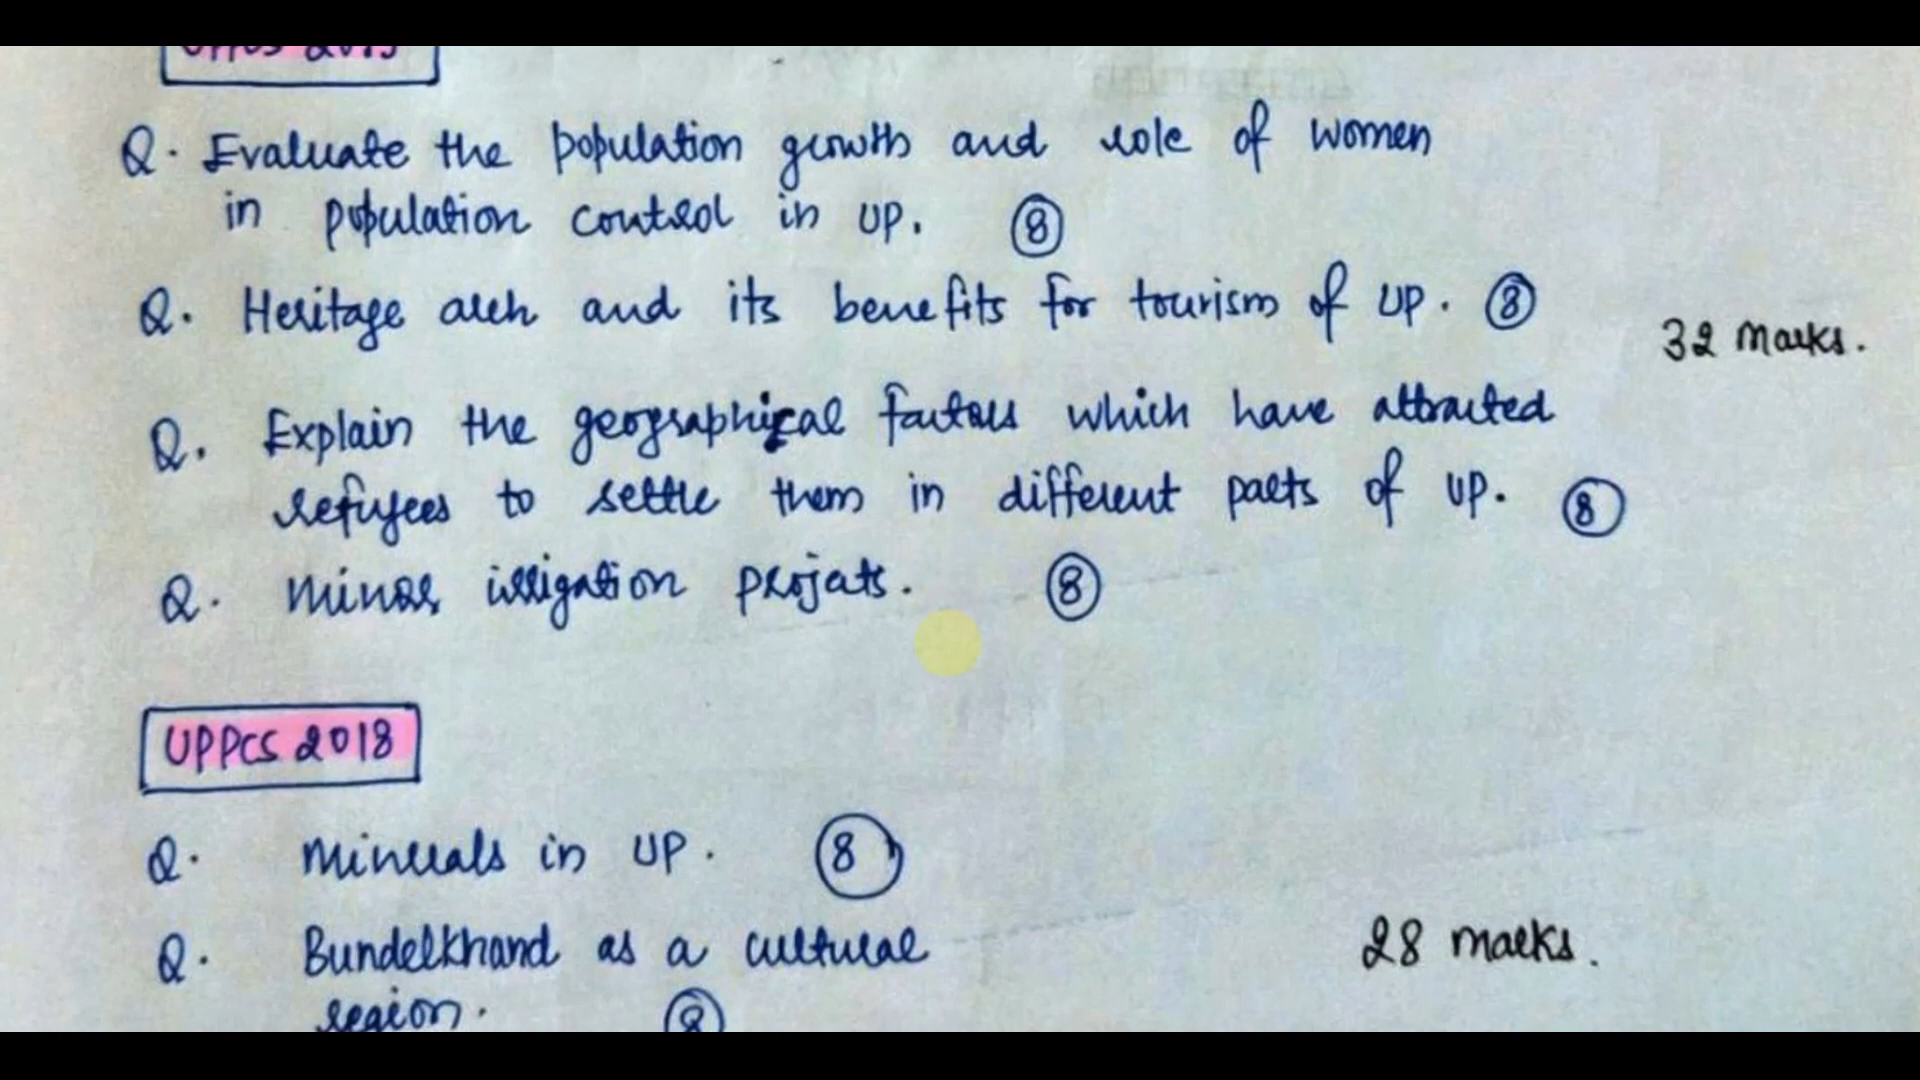 Q. Evaluate the population growth and role of women
in population control in UP. 8
Q. Heritage arch and its benefits for tourism of UP. 8
32 Marks.
Q. Explain the geographical factors which have attracted
refugees to settle them in different parts of UP. 8
Q. Minor irrigation projects. 8
UPPCS 2018
Q. Minerals in UP. 8
Q. Bundelkhand as a cultural
28 Marks.
region. 8